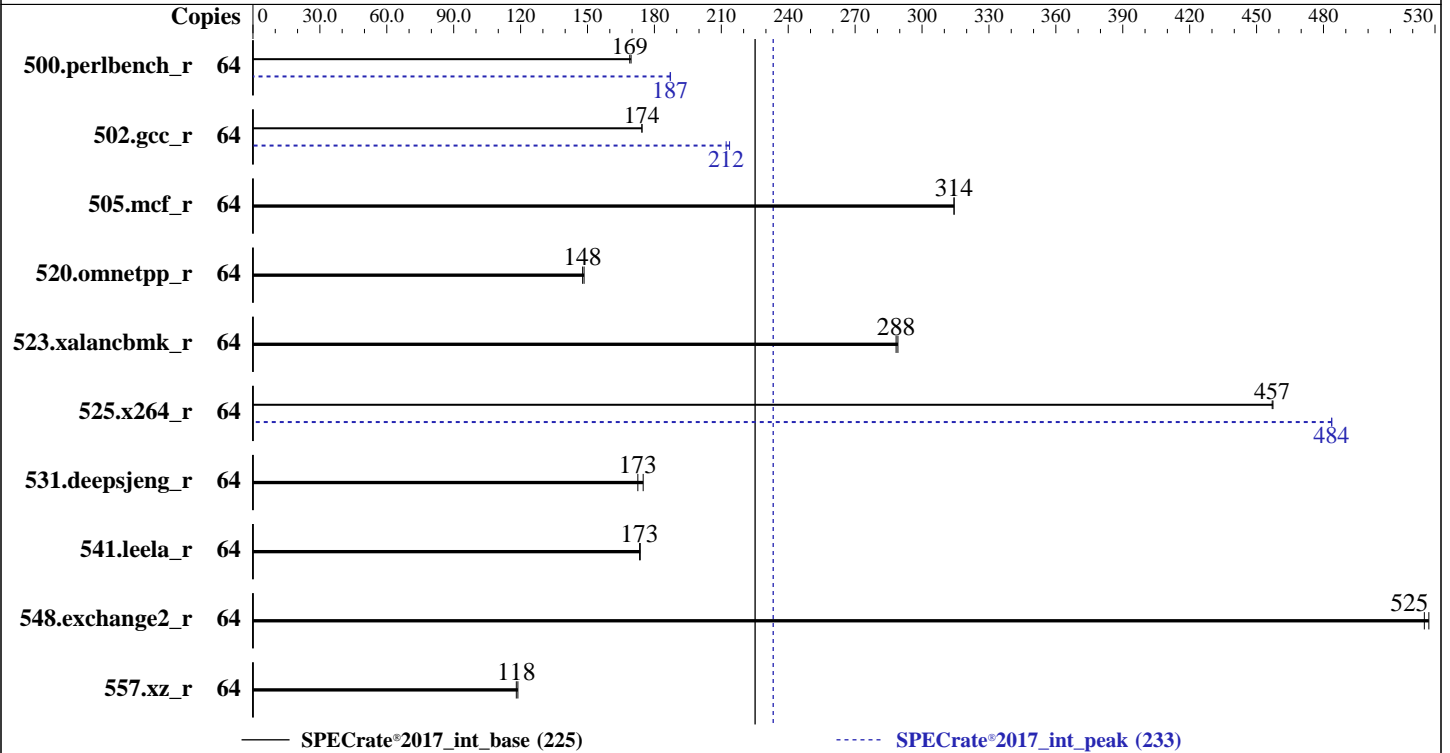 Copies 0 30.0 60.0 90.0 120 150 180 210 240 270 300 330 360 390 420 450 480 530
500.perlbench_r 64 169
187
502.gcc_r 64 174
212
505.mcf_r 64 314
520.omnetpp_r 64 148
523.xalancbmk_r 64 288
525.x264_r 64 457
484
531.deepsjeng_r 64 173
541.leela_r 64 173
548.exchange2_r 64 525
557.xz_r 64 118
SPECrate®2017_int_base (225) SPECrate®2017_int_peak (233)